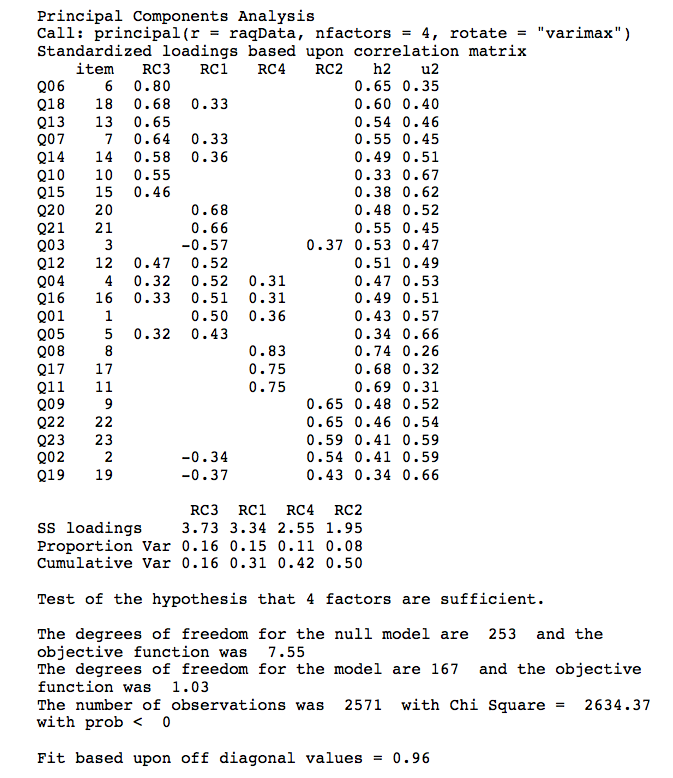 Principal Components Analysis
Call: principal(r = raqData, nfactors = 4, rotate = "varimax")
Standardized loadings based upon correlation matrix
    item   RC3   RC1   RC4   RC2   h2   u2
Q06    6  0.80                   0.65 0.35
Q18   18  0.68  0.33             0.60 0.40
Q13   13  0.65                   0.54 0.46
Q07    7  0.64  0.33             0.55 0.45
Q14   14  0.58  0.36             0.49 0.51
Q10   10  0.55                   0.33 0.67
Q15   15  0.46                   0.38 0.62
Q20   20        0.68             0.48 0.52
Q21   21        0.66             0.55 0.45
Q03    3       -0.57        0.37 0.53 0.47
Q12   12  0.47  0.52             0.51 0.49
Q04    4  0.32  0.52  0.31       0.47 0.53
Q16   16  0.33  0.51  0.31       0.49 0.51
Q01    1        0.50  0.36       0.43 0.57
Q05    5  0.32  0.43             0.34 0.66
Q08    8              0.83       0.74 0.26
Q17   17              0.75       0.68 0.32
Q11   11              0.75       0.69 0.31
Q09    9                    0.65 0.48 0.52
Q22   22                    0.65 0.46 0.54
Q23   23                    0.59 0.41 0.59
Q02    2       -0.34        0.54 0.41 0.59
Q19   19       -0.37        0.43 0.34 0.66
                RC3  RC1  RC4  RC2
SS loadings    3.73 3.34 2.55 1.95
Proportion Var 0.16 0.15 0.11 0.08
Cumulative Var 0.16 0.31 0.42 0.50
Test of the hypothesis that 4 factors are sufficient.
The degrees of freedom for the null model are  253  and the
objective function was  7.55
The degrees of freedom for the model are 167  and the objective
function was  1.03
The number of observations was  2571  with Chi Square =  2634.37
with prob <  0
Fit based upon off diagonal values = 0.96